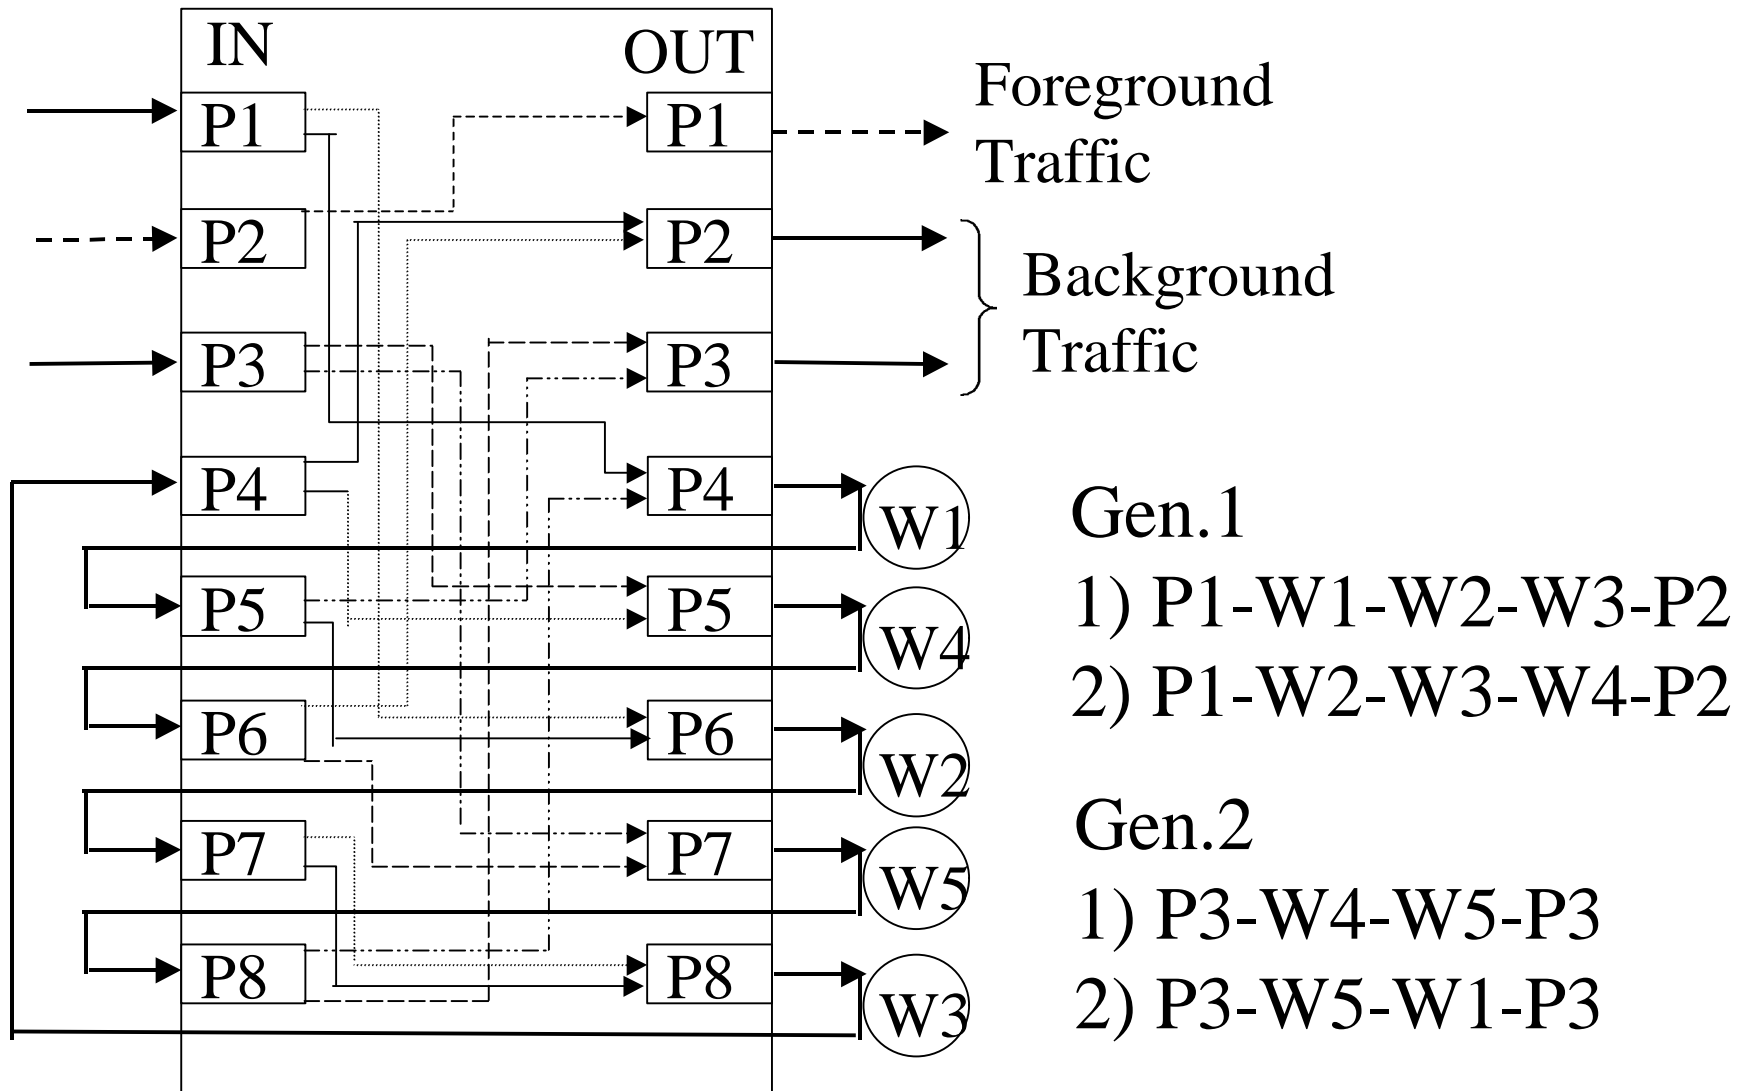 IN
OUT
P1
P1
Foreground
Traffic
P2
P2
Background
Traffic
P3
P3
P4
P4
W1
P5
P5
W4
P6
P6
W2
P7
P7
W5
P8
P8
W3
Gen.1
1) P1-W1-W2-W3-P2
2) P1-W2-W3-W4-P2
Gen.2
1) P3-W4-W5-P3
2) P3-W5-W1-P3